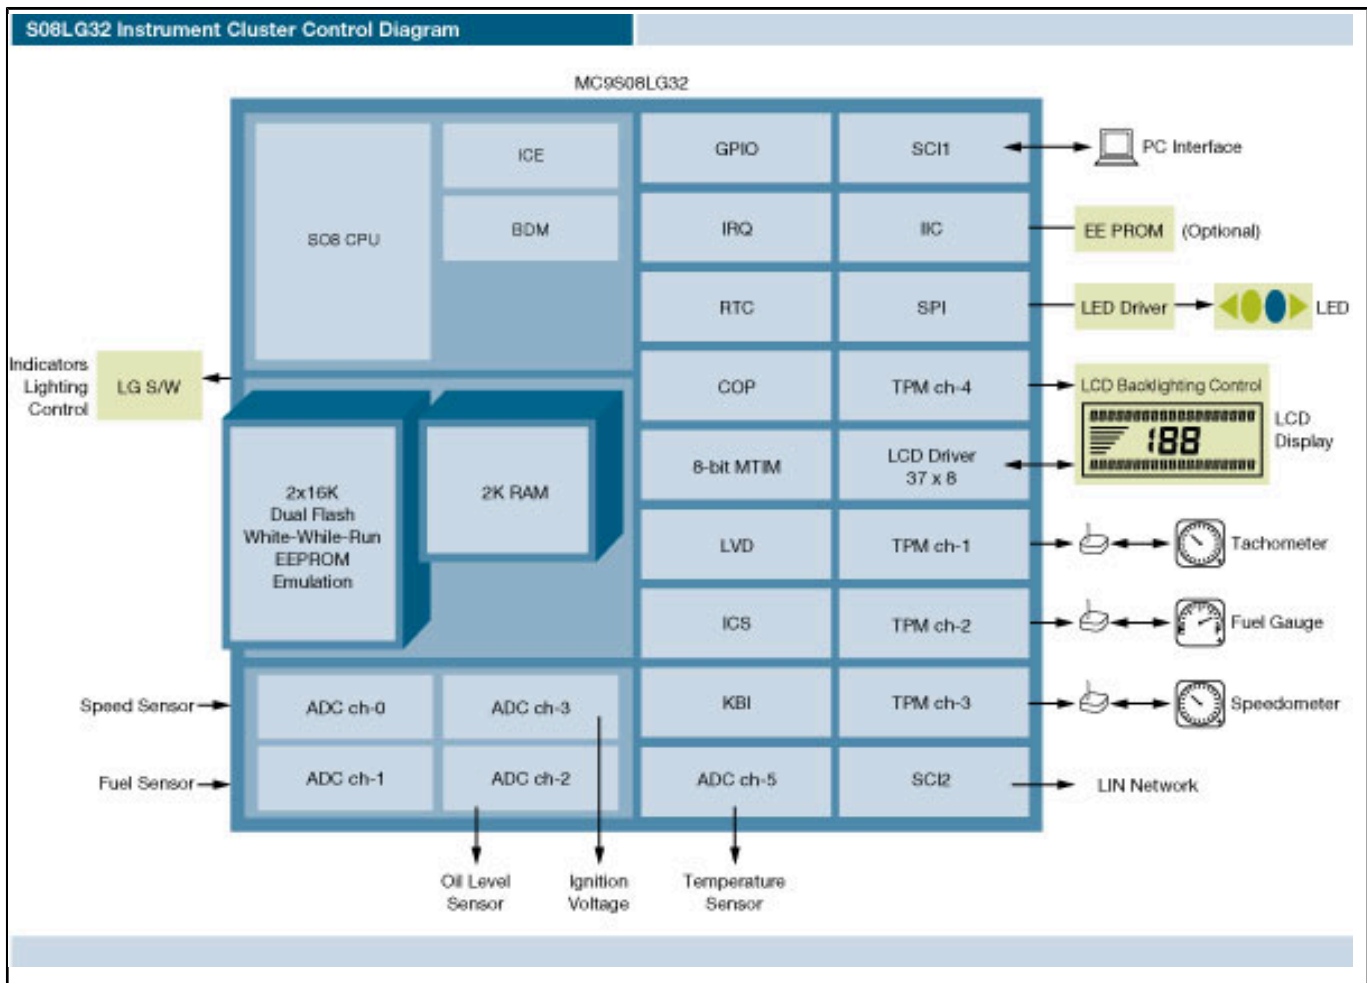 S08LG32 Instrument Cluster Control Diagram
MC9S08LG32
S08 CPU
ICE
BDM
GPIO
SCI1
PC Interface
IRQ
IIC
EE PROM
(Optional)
RTC
SPI
LED Driver
LED
Indicators
Lighting
Control
LG S/W
COP
TPM ch-4
LCD Backlighting Control
188
LCD
Display
8-bit MTIM
LCD Driver
37 x 8
2x16K
Dual Flash
White-While-Run
EEPROM
Emulation
2K RAM
LVD
TPM ch-1
Tachometer
ICS
TPM ch-2
Fuel Gauge
Speed Sensor
ADC ch-0
ADC ch-3
KBI
TPM ch-3
Speedometer
Fuel Sensor
ADC ch-1
ADC ch-2
ADC ch-5
SCI2
LIN Network
Oil Level
Sensor
Ignition
Voltage
Temperature
Sensor